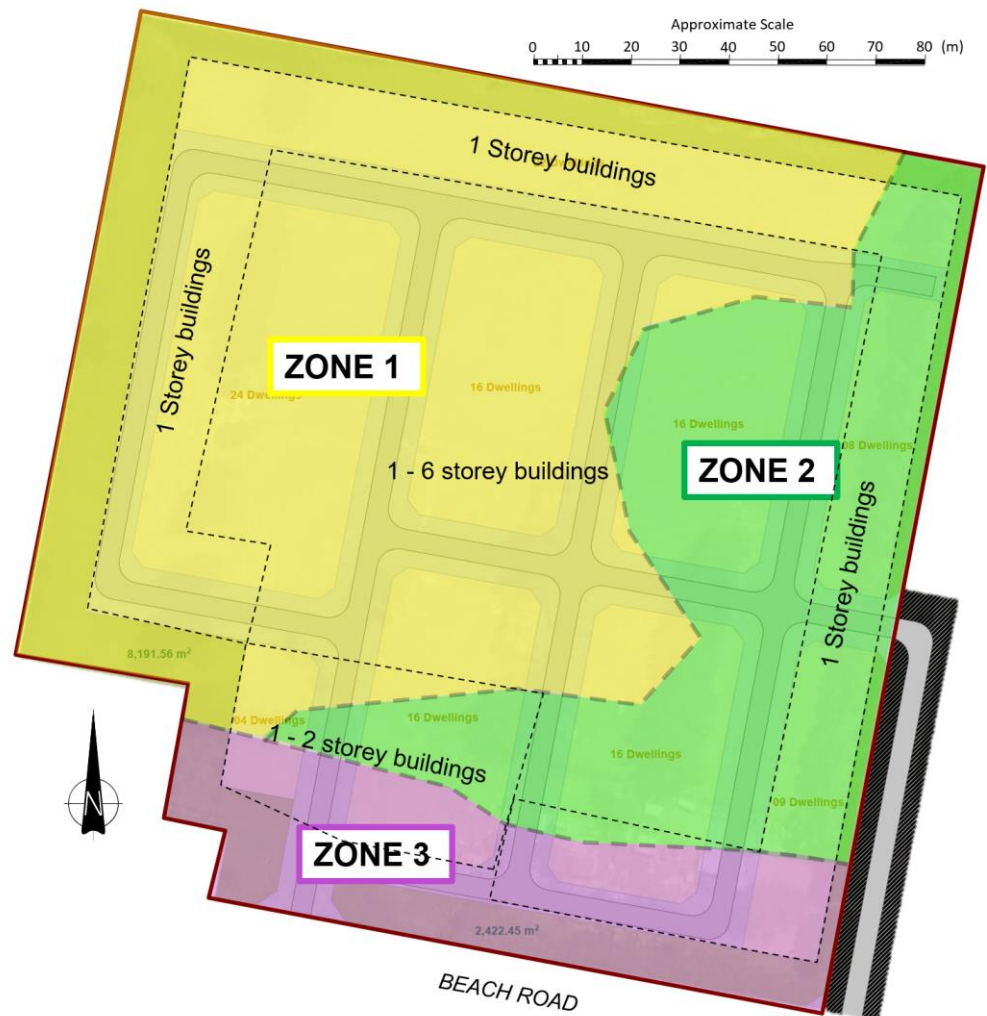 Approximate Scale
0 10 20 30 40 50 60 70 80 (m)
1 Storey buildings
1 Storey buildings
ZONE 1
24 Dwellings
16 Dwellings
16 Dwellings
1 - 6 storey buildings
ZONE 2
08 Dwellings
1 Storey buildings
8,191.56 m²
04 Dwellings
16 Dwellings
1 - 2 storey buildings
16 Dwellings
09 Dwellings
N
ZONE 3
2,422.45 m²
BEACH ROAD